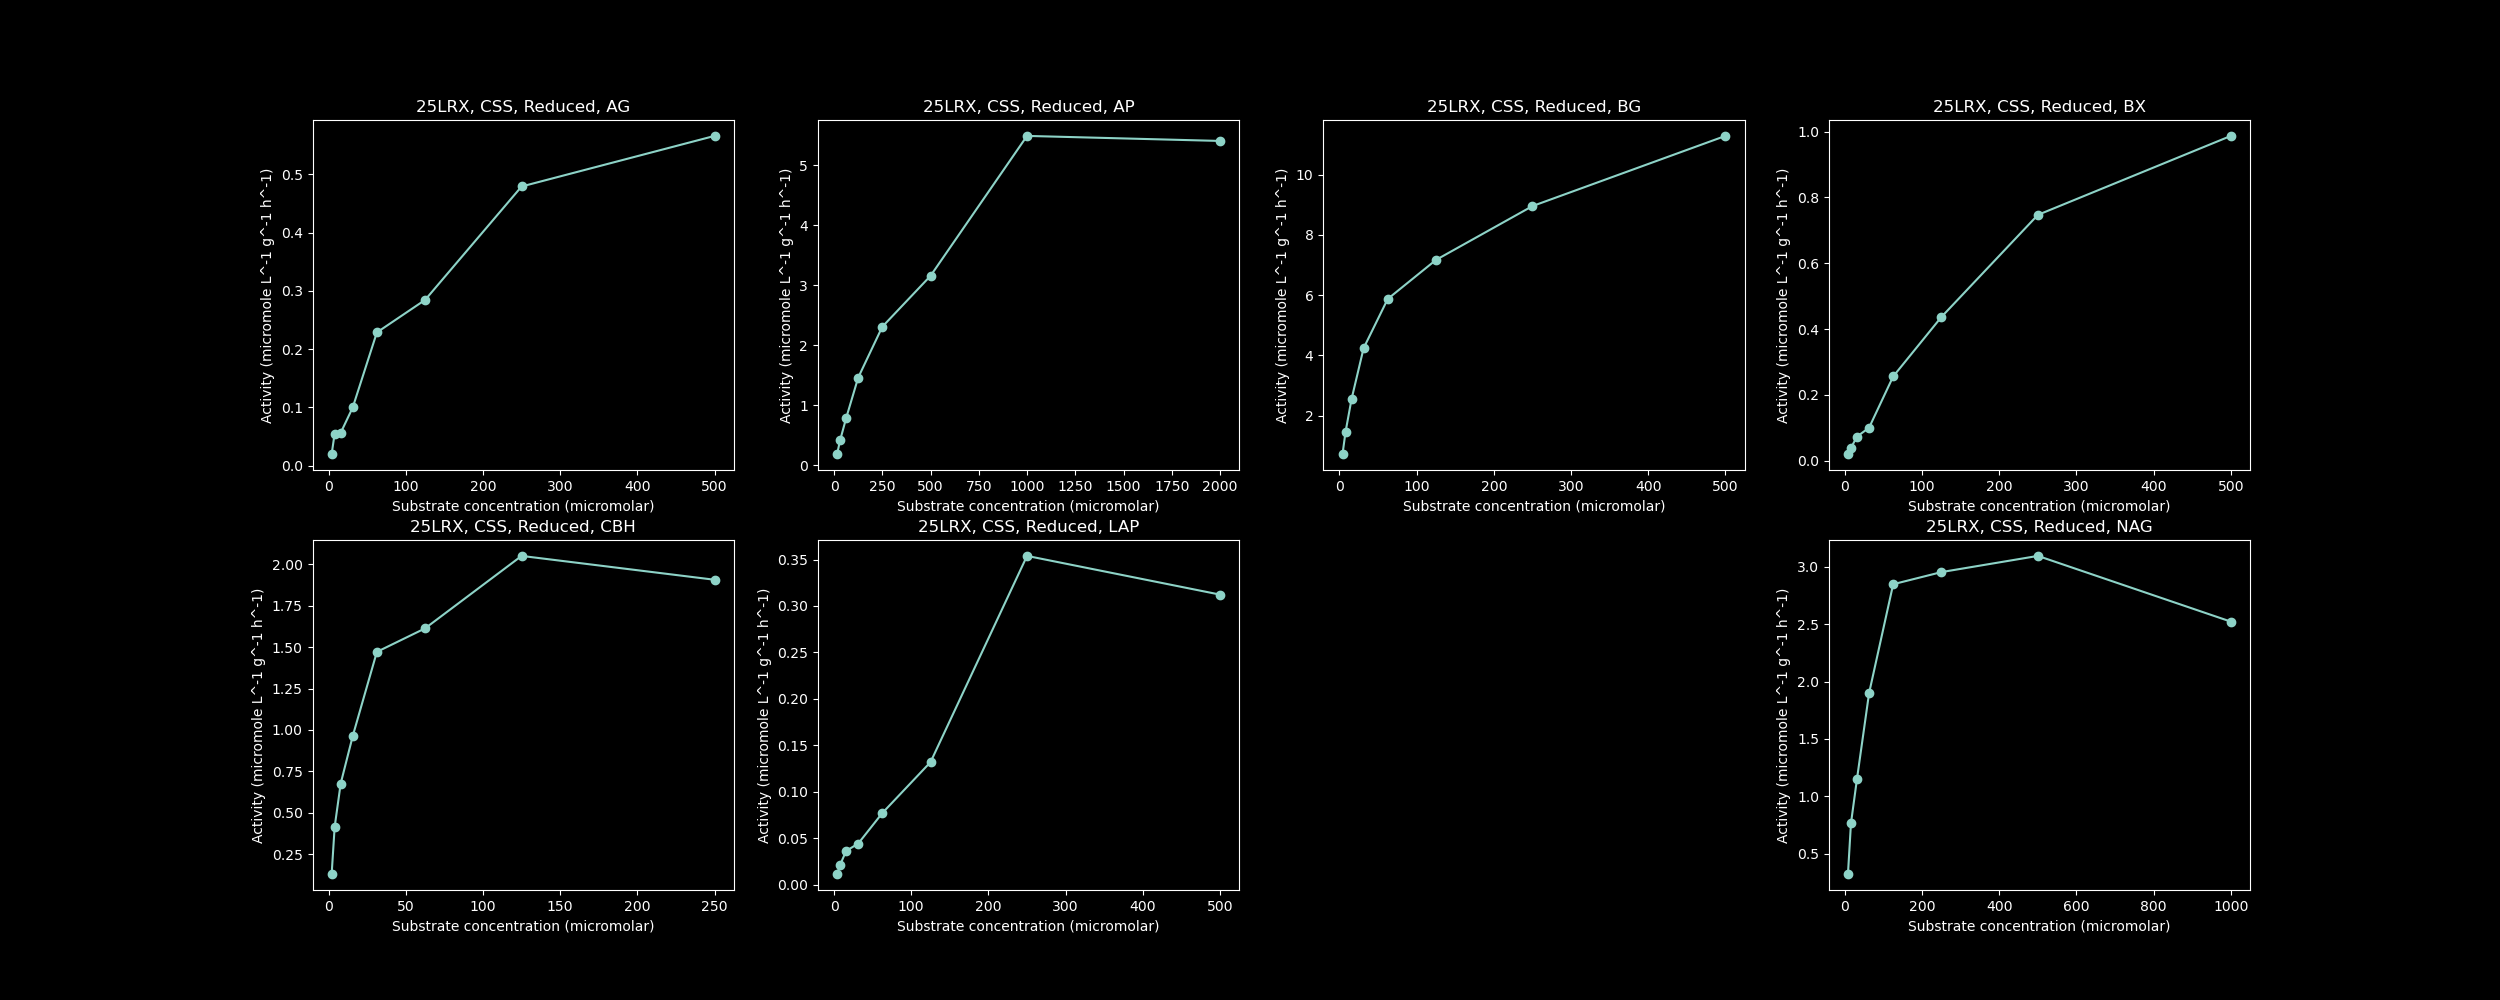 25LRX, CSS, Reduced, AG
Activity (micromole L^-1 g^-1 h^-1)
0.5
0.4
0.3
0.2
0.1
0.0
0 100 200 300 400 500
Substrate concentration (micromolar)
25LRX, CSS, Reduced, AP
Activity (micromole L^-1 g^-1 h^-1)
5
4
3
2
1
0
0 250 500 750 1000 1250 1500 1750 2000
Substrate concentration (micromolar)
25LRX, CSS, Reduced, BG
Activity (micromole L^-1 g^-1 h^-1)
10
8
6
4
2
0 100 200 300 400 500
Substrate concentration (micromolar)
25LRX, CSS, Reduced, BX
Activity (micromole L^-1 g^-1 h^-1)
1.0
0.8
0.6
0.4
0.2
0.0
0 100 200 300 400 500
Substrate concentration (micromolar)
25LRX, CSS, Reduced, CBH
Activity (micromole L^-1 g^-1 h^-1)
2.00
1.75
1.50
1.25
1.00
0.75
0.50
0.25
0 50 100 150 200 250
Substrate concentration (micromolar)
25LRX, CSS, Reduced, LAP
Activity (micromole L^-1 g^-1 h^-1)
0.35
0.30
0.25
0.20
0.15
0.10
0.05
0.00
0 100 200 300 400 500
Substrate concentration (micromolar)
25LRX, CSS, Reduced, NAG
Activity (micromole L^-1 g^-1 h^-1)
3.0
2.5
2.0
1.5
1.0
0.5
0 200 400 600 800 1000
Substrate concentration (micromolar)